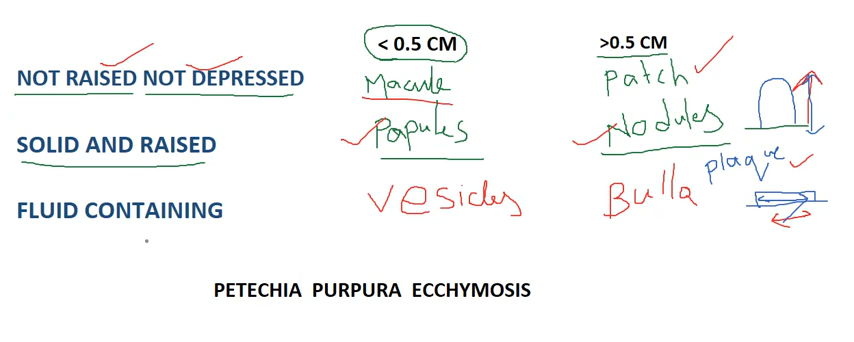 < 0.5 CM >0.5 CM
NOT RAISED NOT DEPRESSED Macule Patch
SOLID AND RAISED Papules Nodules
plaque
FLUID CONTAINING Vesicles Bulla
PETECHIA PURPURA ECCHYMOSIS